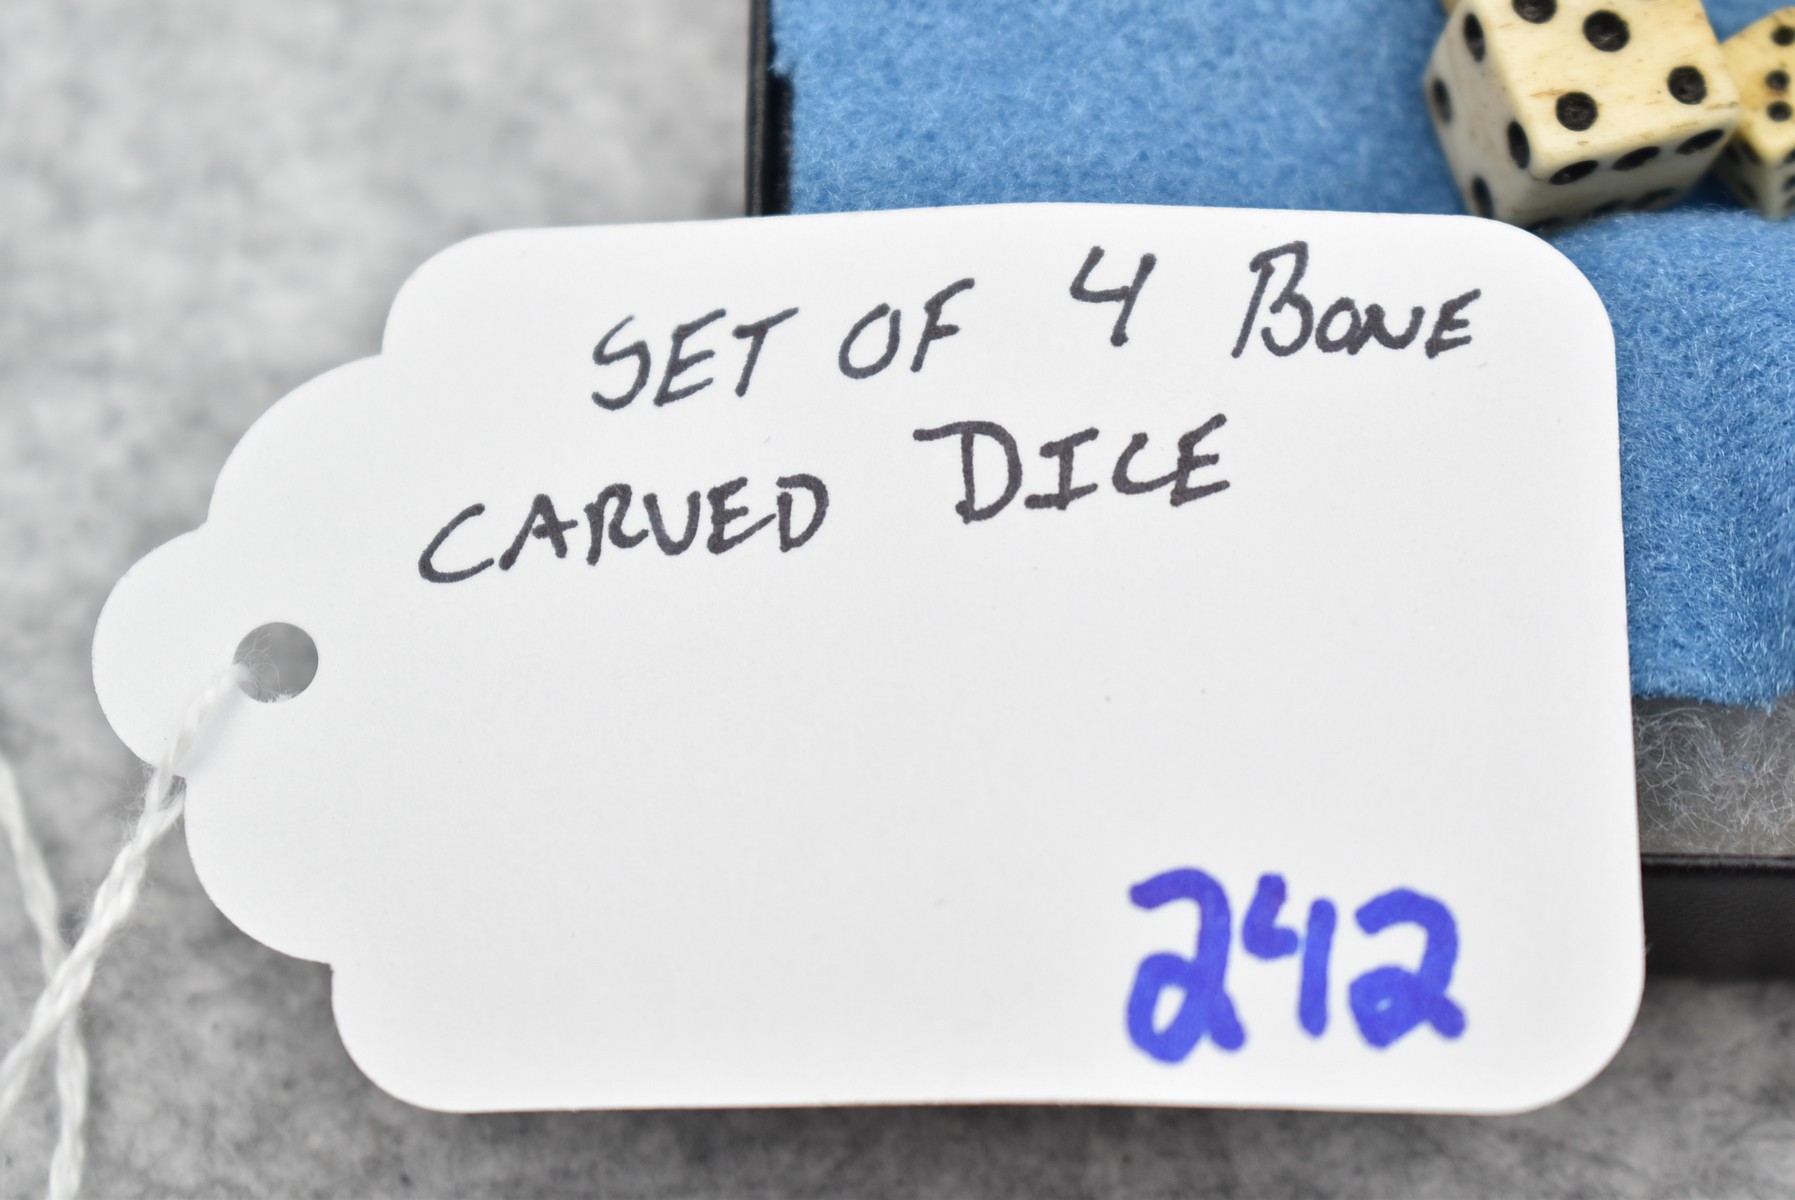 SET OF 4 BONE
CARVED DICE
242